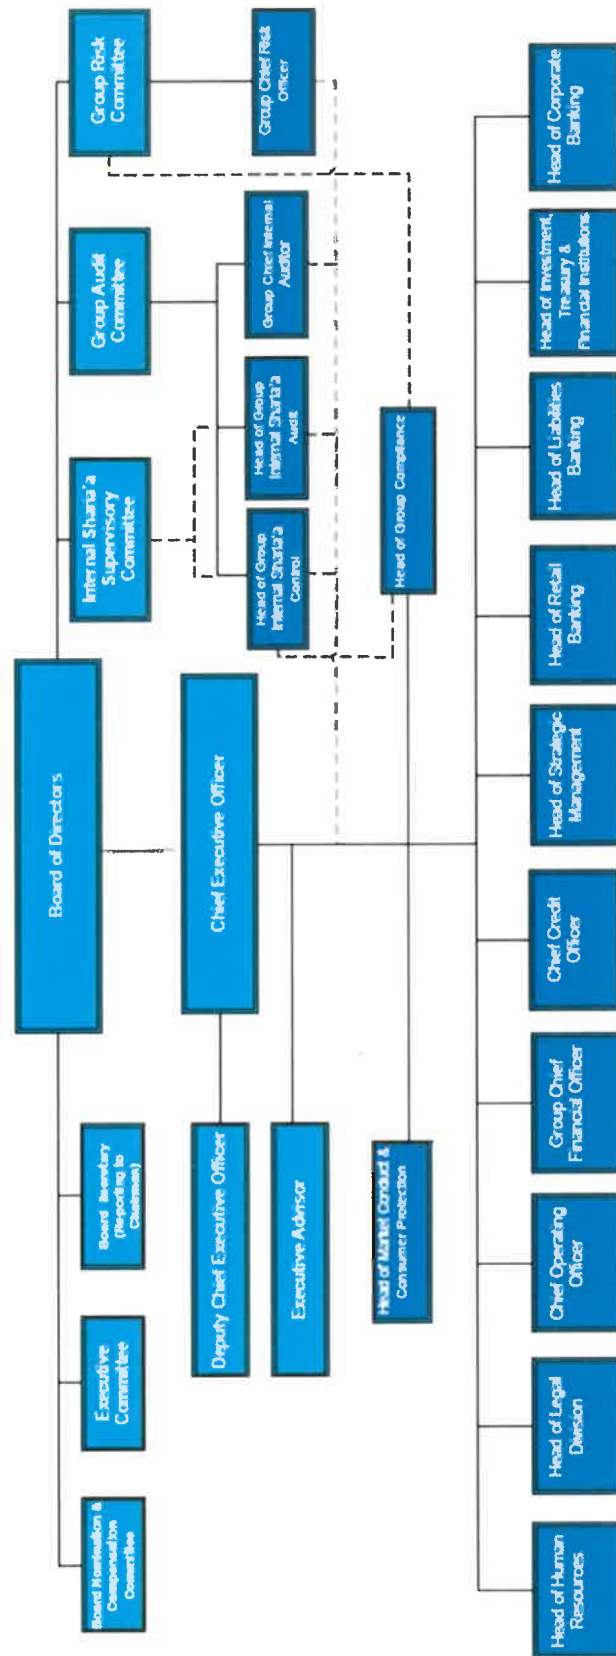 Board of Directors
Board Nomination &
Compensation
Committee
Executive
Committee
Board Secretary
(Reporting to
Chairman)
Internal Sharia'a
Supervisory
Committee
Group Audit
Committee
Group Risk
Committee
Chief Executive Officer
Deputy Chief Executive Officer
Executive Advisor
Head of Group
Internal Sharia'a
Control
Head of Group
Internal Sharia'a
Audit
Group Chief Internal
Auditor
Group Chief Risk
Officer
Head of Market Conduct &
Consumer Protection
Head of Group Compliance
Head of Human
Resources
Head of Legal
Division
Chief Operating
Officer
Group Chief
Financial Officer
Chief Credit
Officer
Head of Strategic
Management
Head of Retail
Banking
Head of Liabilities
Banking
Head of Investment,
Treasury &
Financial Institutions
Head of Corporate
Banking